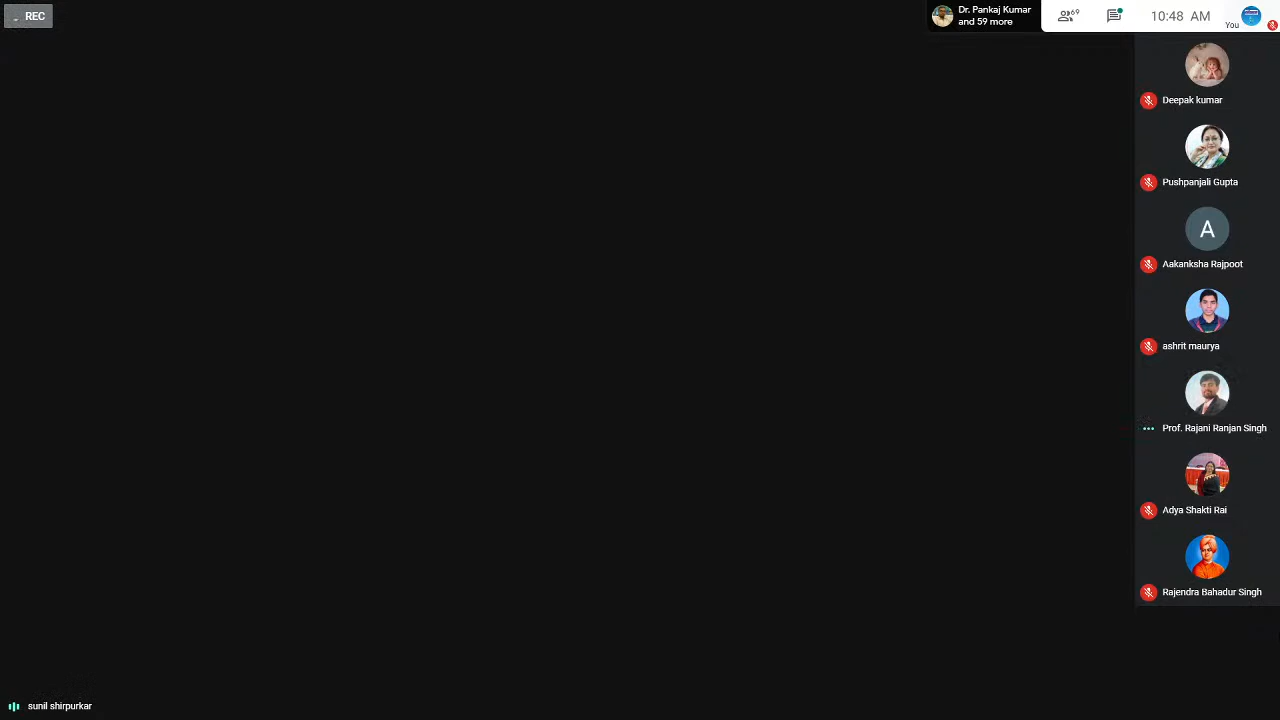 REC
Dr. Pankaj Kumar
and 59 more
69
10:48 AM
You
Deepak kumar
Pushpanjali Gupta
A
Aakanksha Rajpoot
ashrit maurya
Prof. Rajani Ranjan Singh
Adya Shakti Rai
Rajendra Bahadur Singh
sunil shirpurkar